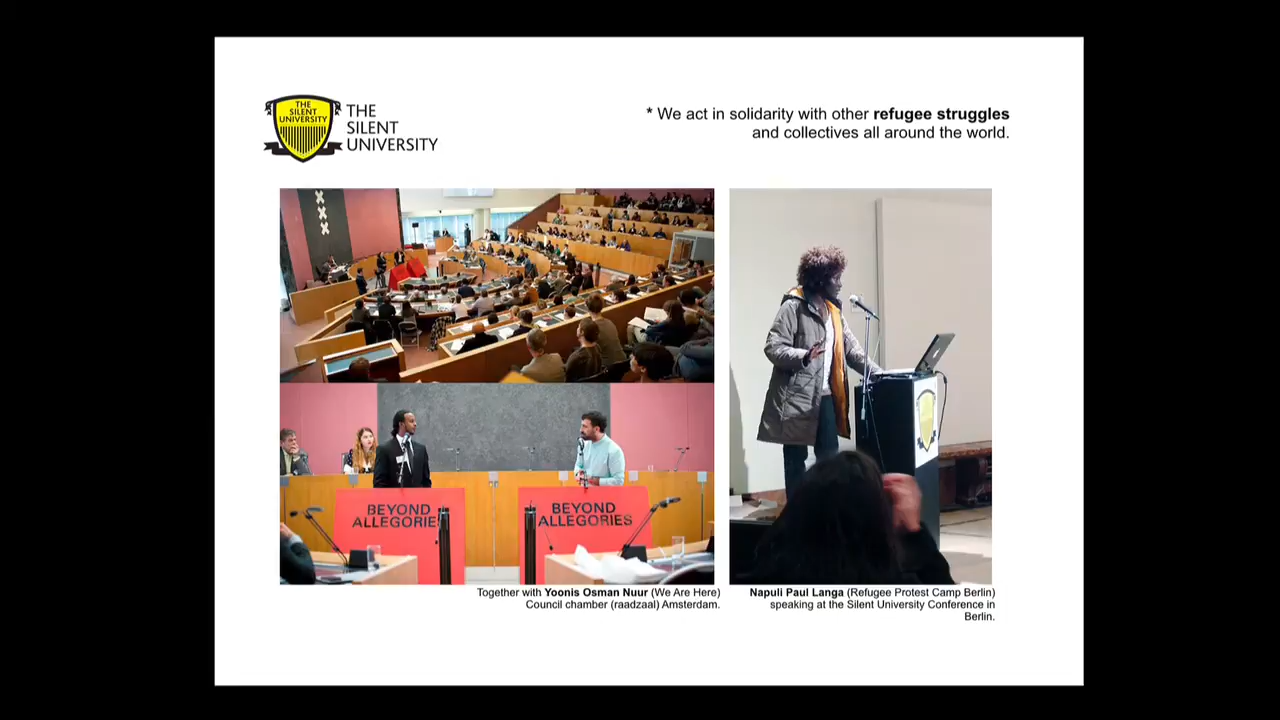 THE
SILENT
UNIVERSITY
THE
SILENT
UNIVERSITY
* We act in solidarity with other refugee struggles
and collectives all around the world.
BEYOND
ALLEGORIE
BEYOND
ALLEGORIES
Together with Yoonis Osman Nuur (We Are Here)
Council chamber (raadzaal) Amsterdam.
Napuli Paul Langa (Refugee Protest Camp Berlin)
speaking at the Silent University Conference in
Berlin.